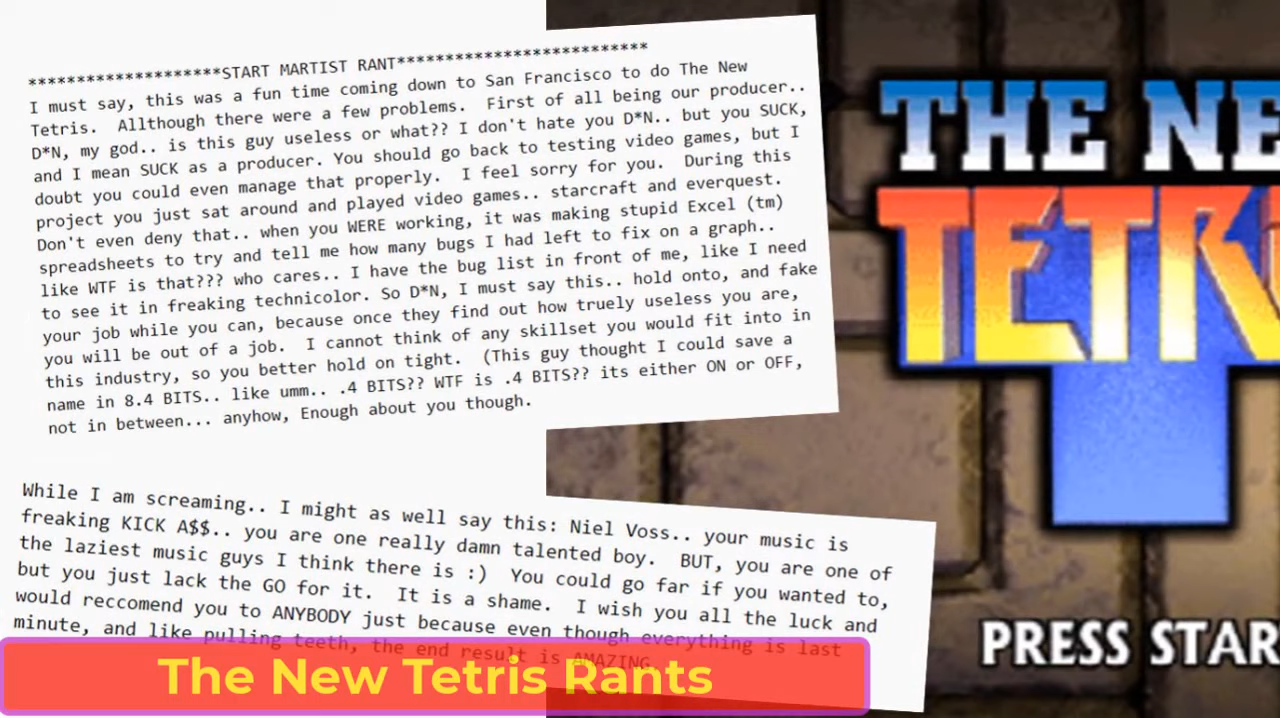 *********************START MARTIST RANT**************************
I must say, this was a fun time coming down to San Francisco to do The New
Tetris.  Allthough there were a few problems.  First of all being our producer..
D*N, my god.. is this guy useless or what?? I don't hate you D*N.. but you SUCK,
and I mean SUCK as a producer. You should go back to testing video games, but I
doubt you could even manage that properly.  I feel sorry for you.  During this
project you just sat around and played video games.. starcraft and everquest.
Don't even deny that.. when you WERE working, it was making stupid Excel (tm)
spreadsheets to try and tell me how many bugs I had left to fix on a graph..
like WTF is that??? who cares.. I have the bug list in front of me, like I need
to see it in freaking technicolor. So D*N, I must say this.. hold onto, and fake
your job while you can, because once they find out how truely useless you are,
you will be out of a job.  I cannot think of any skillset you would fit into in
this industry, so you better hold on tight.  (This guy thought I could save a
name in 8.4 BITS.. like umm.. .4 BITS?? WTF is .4 BITS?? its either ON or OFF,
not in between... anyhow, Enough about you though.
While I am screaming.. I might as well say this: Niel Voss.. your music is
freaking KICK A$$.. you are one really damn talented boy.  BUT, you are one of
the laziest music guys I think there is :)  You could go far if you wanted to,
but you just lack the GO for it.  It is a shame.  I wish you all the luck and
would reccomend you to ANYBODY just because even though everything is last
minute, and like pulling teeth, the end result is AMAZING.
The New Tetris Rants
THE NE
TETRI
PRESS STAR